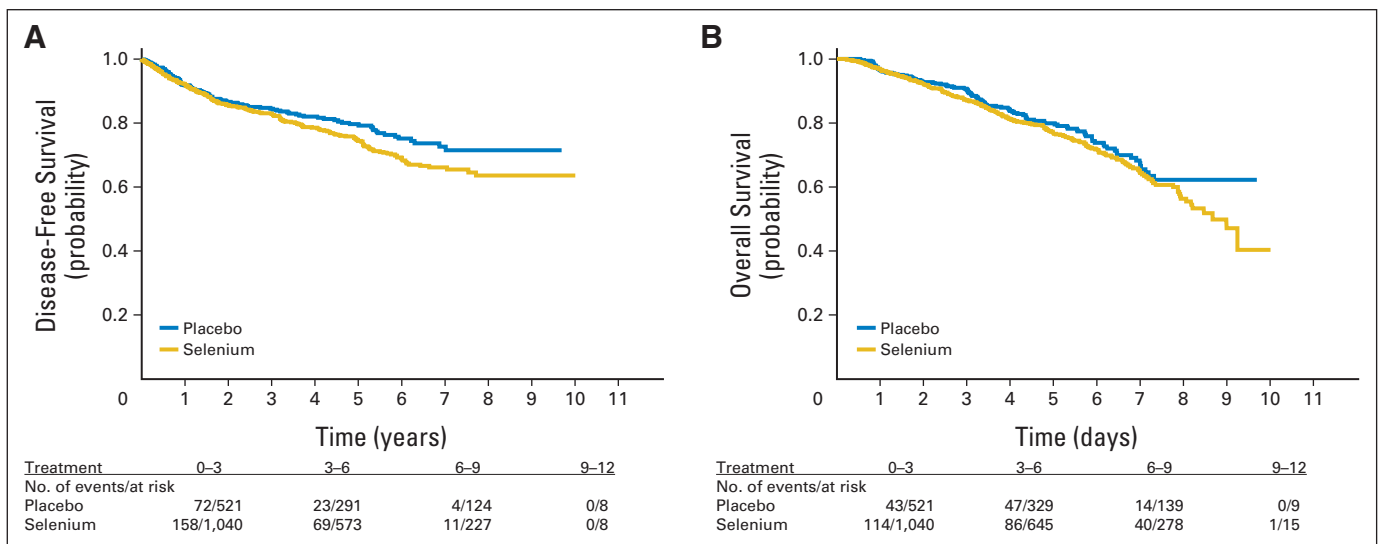 A
Disease-Free Survival
(probability)
1.0
0.8
0.6
0.4
0.2
Placebo
Selenium
0 1 2 3 4 5 6 7 8 9 10 11
Time (years)
Treatment 0–3 3–6 6–9 9–12
No. of events/at risk
Placebo 72/521 23/291 4/124 0/8
Selenium 158/1,040 69/573 11/227 0/8
B
Overall Survival
(probability)
1.0
0.8
0.6
0.4
0.2
Placebo
Selenium
0 1 2 3 4 5 6 7 8 9 10 11
Time (days)
Treatment 0–3 3–6 6–9 9–12
No. of events/at risk
Placebo 43/521 47/329 14/139 0/9
Selenium 114/1,040 86/645 40/278 1/15